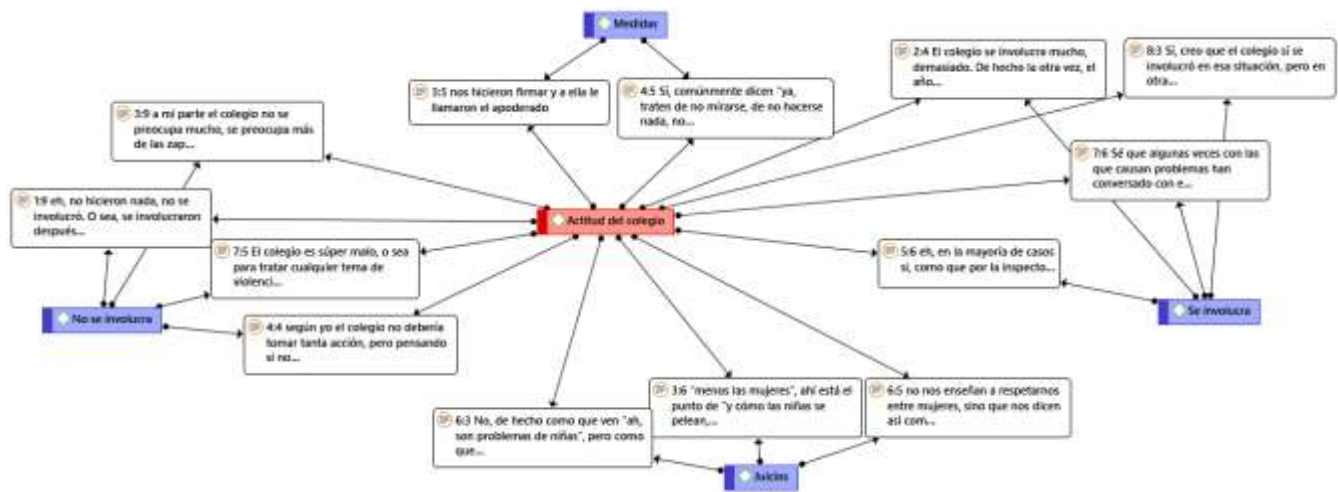 Medidas
2:4 El colegio se involucra mucho,
demasiado. De hecho la otra vez, el
año...
8:3 Sí, creo que el colegio sí se
involucró en esa situación, pero en
otra...
3:5 nos hicieron firmar y a ella le
llamaron el apoderado
4:5 Sí, comúnmente dicen "ya,
traten de no mirarse, de no hacerse
nada, no...
3:9 a mi parte el colegio no se
preocupa mucho, se preocupa más
de las zap...
7:6 Sé que algunas veces con las
que causan problemas han
conversado con e...
1:9 eh, no hicieron nada, no se
involucró. O sea, se involucraron
después...
Actitud del colegio
7:5 El colegio es súper malo, o sea
para tratar cualquier tema de
violenci...
5:6 eh, en la mayoría de casos
si, como que por la inspecto...
No se involucra
Se involucra
4:4 según yo el colegio no debería
tomar tanta acción, pero pensando
si no...
3:6 "menos las mujeres", ahí está el
punto de "y cómo las niñas se
pelean,...
6:5 no nos enseñan a respetarnos
entre mujeres, sino que nos dicen
así com...
6:3 No, de hecho como que ven "ah,
son problemas de niñas", pero como
que...
Juicios